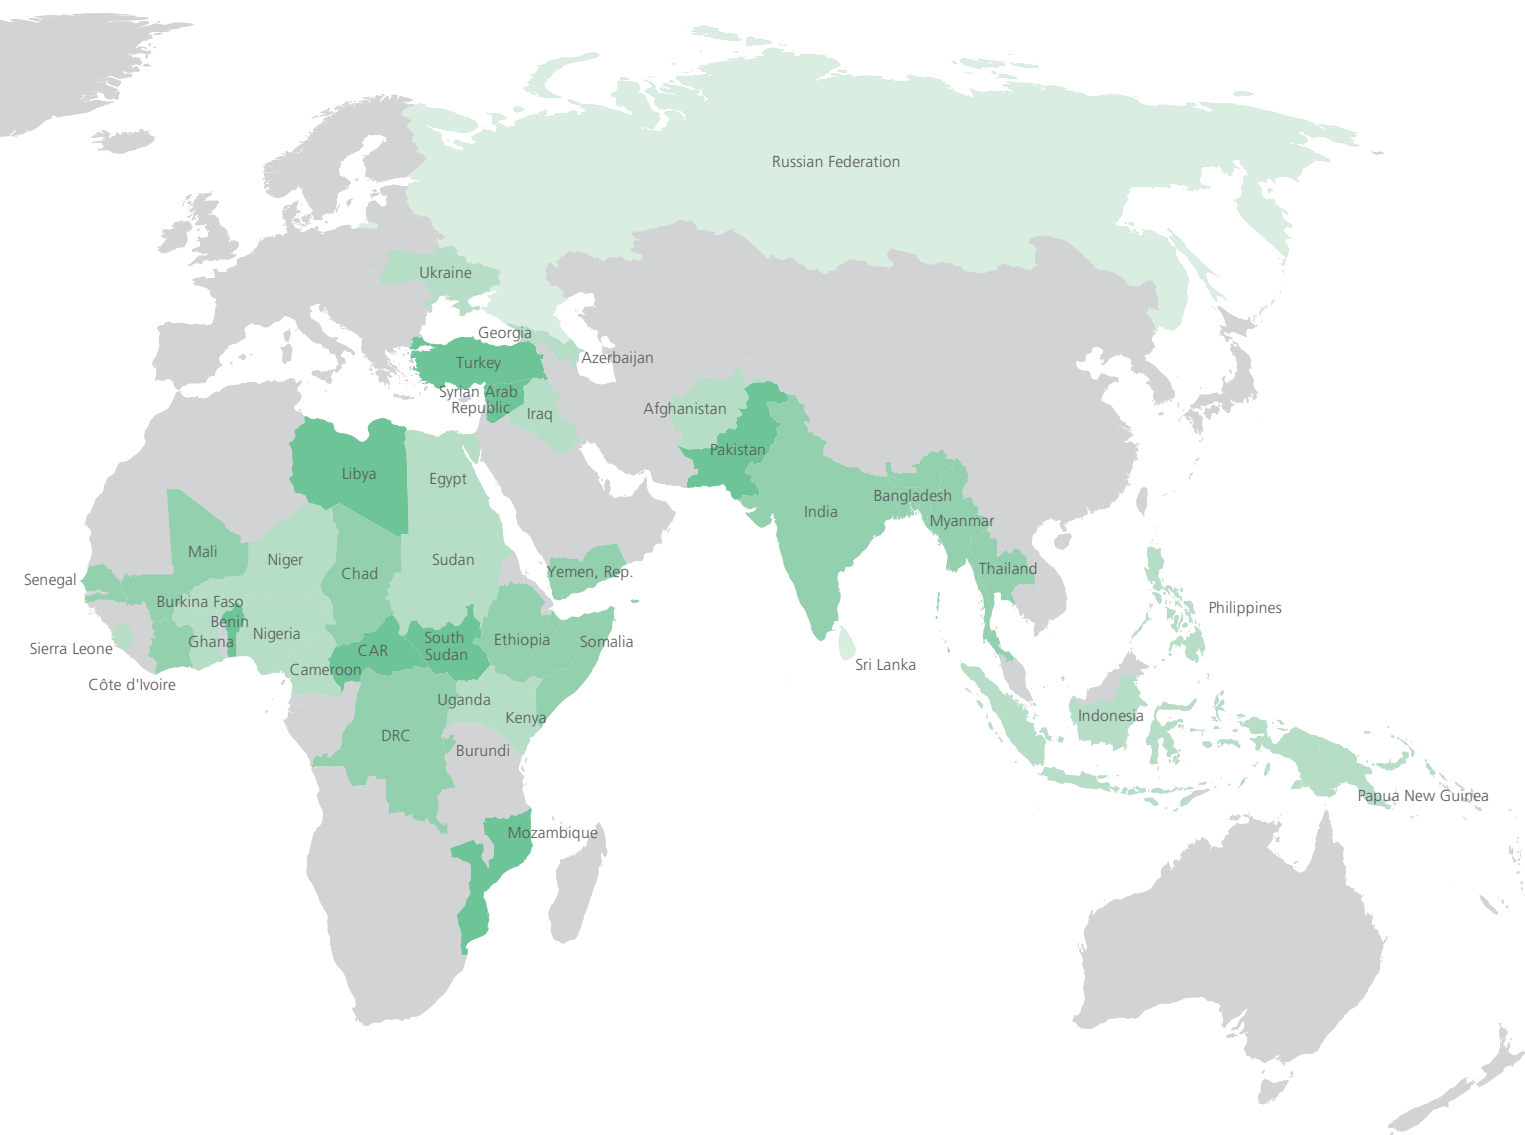 Russian Federation
Ukraine
Georgia
Azerbaijan
Turkey
Syrian Arab
Republic
Iraq
Afghanistan
Pakistan
Libya
Egypt
India
Bangladesh
Myanmar
Mali
Niger
Chad
Sudan
Yemen, Rep.
Thailand
Senegal
Burkina Faso
Benin
Ghana
Nigeria
Philippines
Sierra Leone
CAR
South
Sudan
Ethiopia
Somalia
Sri Lanka
Côte d'Ivoire
Cameroon
Uganda
Kenya
Indonesia
DRC
Burundi
Papua New Guinea
Mozambique